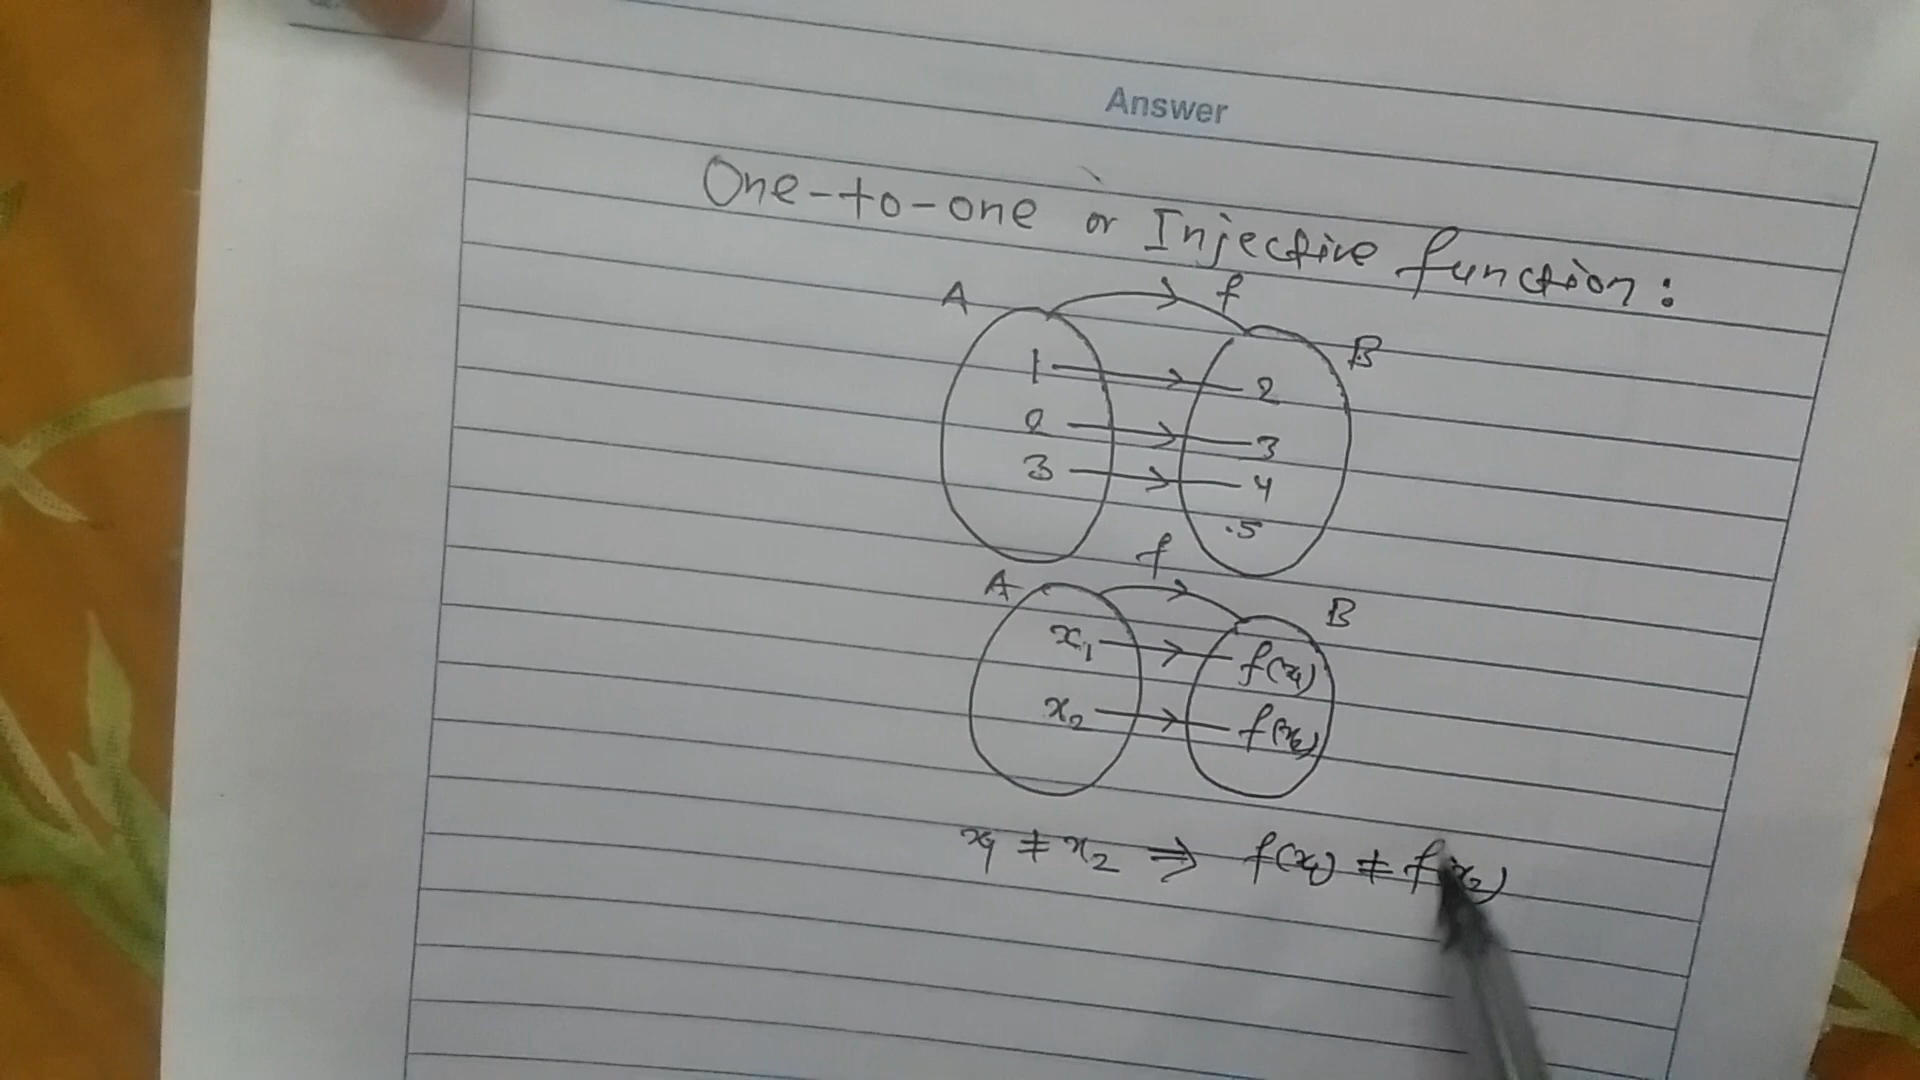 Answer
One-to-one or Injective function:
A f B
1 2
2 3
3 4
.5
A f B
x₁ f(x₁)
x₂ f(x₂)
x₁ ≠ x₂ ⇒ f(x₁) ≠ f(x₂)